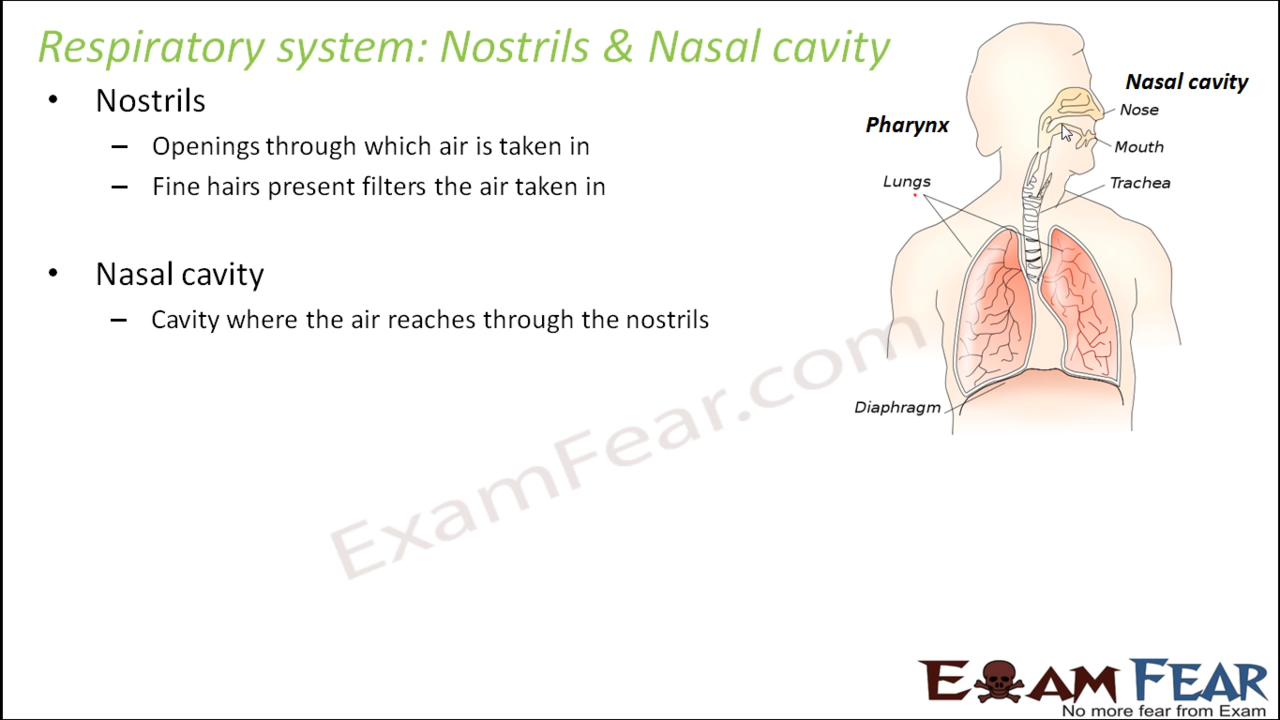 Respiratory system: Nostrils & Nasal cavity
• Nostrils
– Openings through which air is taken in
– Fine hairs present filters the air taken in
• Nasal cavity
– Cavity where the air reaches through the nostrils
Nasal cavity
Nose
Pharynx
Mouth
Lungs
Trachea
Diaphragm
ExamFear.com
EXAM FEAR
No more fear from Exam